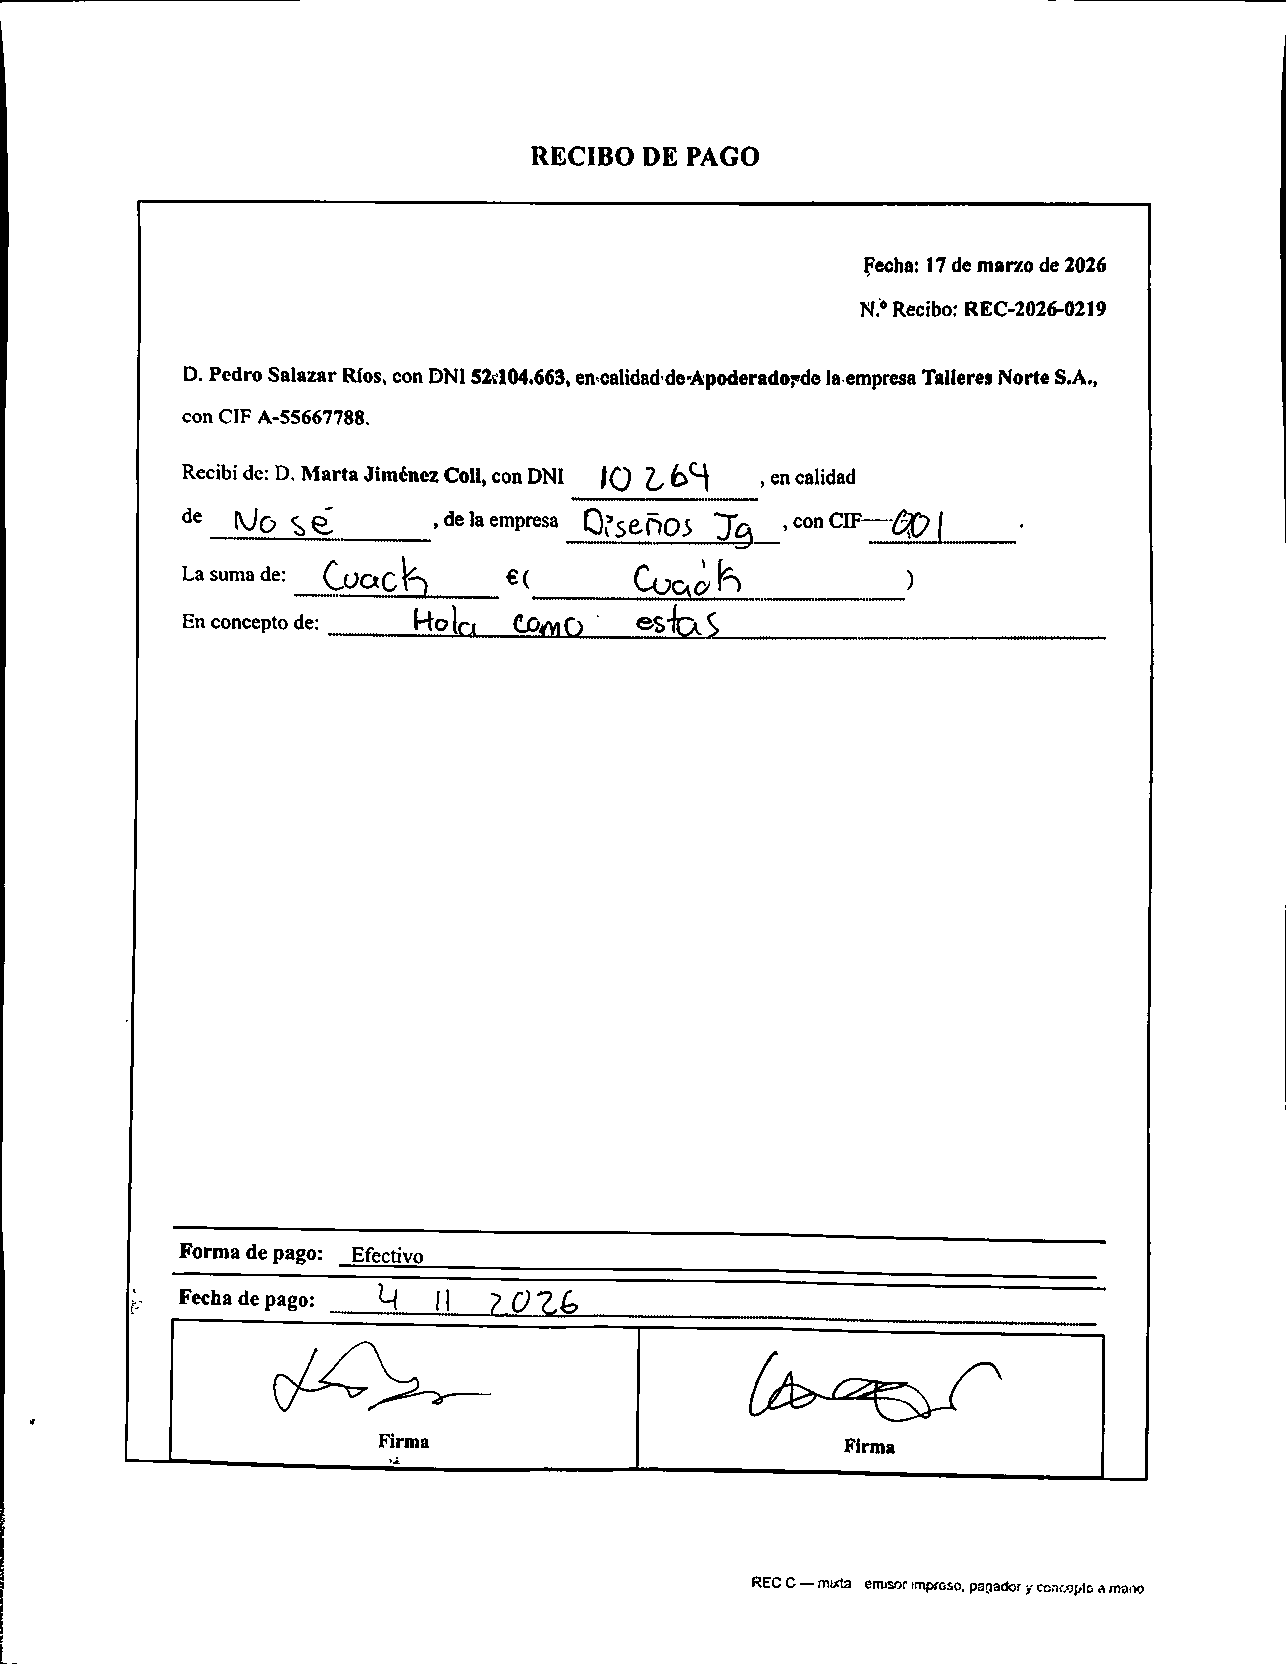 RECIBO DE PAGO
Fecha: 17 de marzo de 2026
N.º Recibo: REC-2026-0219
D. Pedro Salazar Ríos, con DNI 52.104.663, en calidad de Apoderado, de la empresa Talleres Norte S.A.,
con CIF A-55667788.
Recibí de: D. Marta Jiménez Coll, con DNI 10264, en calidad
de No sé, de la empresa Diseños Jg, con CIF 001.
La suma de: Cuack € ( Cuack )
En concepto de: Hola como estas
Forma de pago: Efectivo
Fecha de pago: 4 11 2026
Firma Firma
REC C — mixta emisor impreso, pagador y concepto a mano